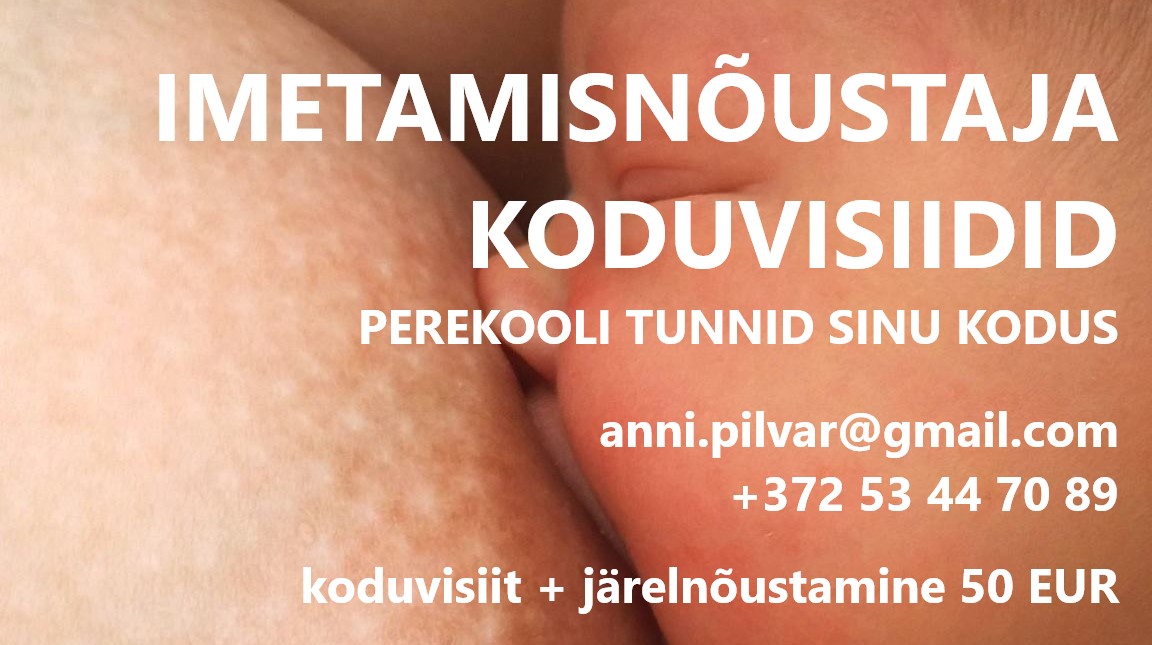 IMETAMISNÕUSTAJA
KODUVISIIDID
PEREKOOLI TUNNID SINU KODUS
anni.pilvar@gmail.com
+372 53 44 70 89
koduvisiit + järelnõustamine 50 EUR